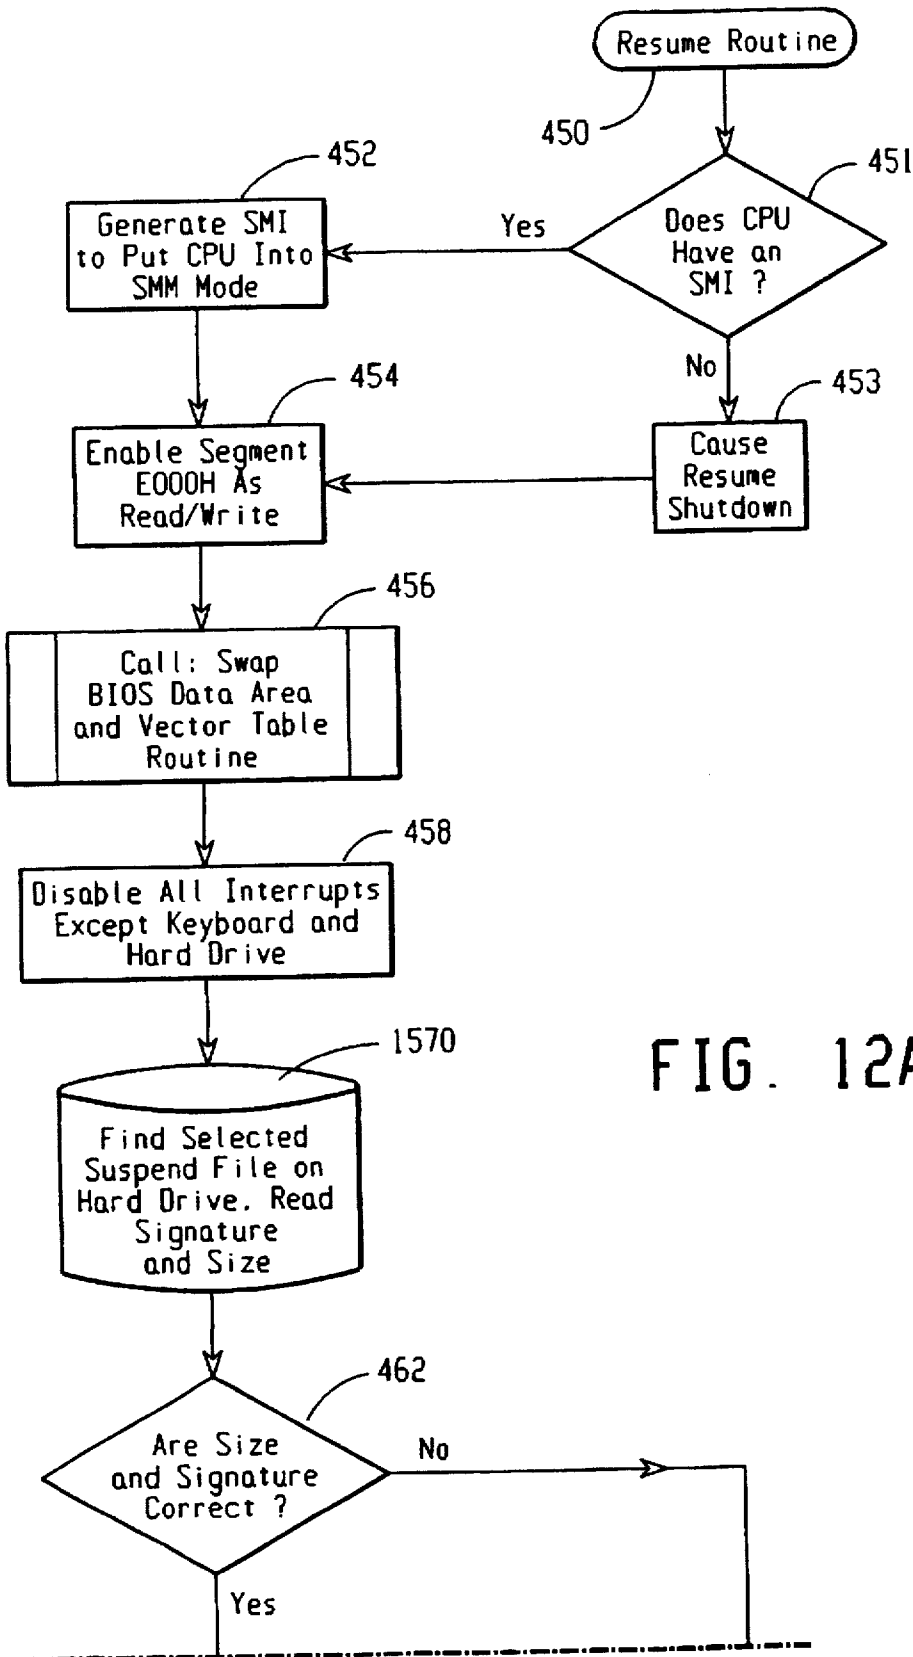 Resume Routine
450
451
Does CPU
Have an
SMI ?
Yes
No
452
Generate SMI
to Put CPU Into
SMM Mode
453
Cause
Resume
Shutdown
454
Enable Segment
E000H As
Read/Write
456
Call: Swap
BIOS Data Area
and Vector Table
Routine
458
Disable All Interrupts
Except Keyboard and
Hard Drive
1570
Find Selected
Suspend File on
Hard Drive. Read
Signature
and Size
FIG. 12A
462
Are Size
and Signature
Correct ?
No
Yes